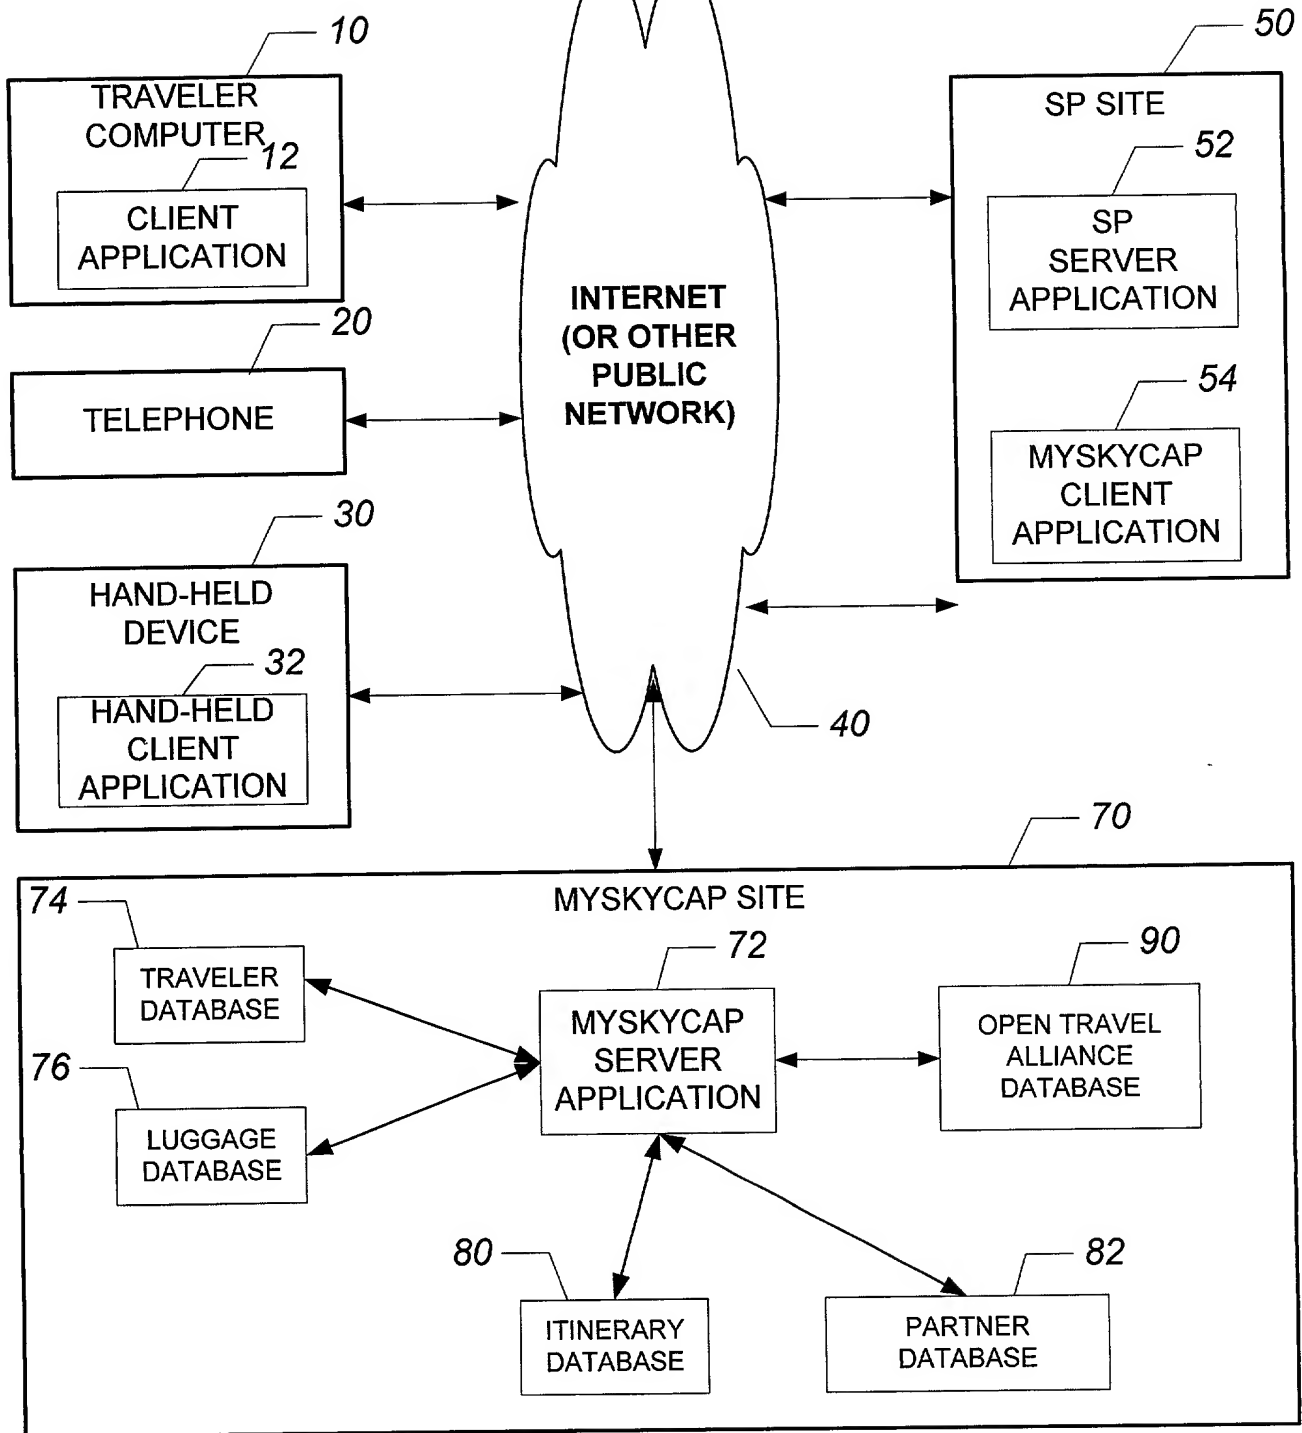 10
TRAVELER
COMPUTER
12
CLIENT
APPLICATION
20
TELEPHONE
30
HAND-HELD
DEVICE
32
HAND-HELD
CLIENT
APPLICATION
INTERNET
(OR OTHER
PUBLIC
NETWORK)
40
50
SP SITE
52
SP
SERVER
APPLICATION
54
MYSKYCAP
CLIENT
APPLICATION
70
MYSKYCAP SITE
74
TRAVELER
DATABASE
76
LUGGAGE
DATABASE
72
MYSKYCAP
SERVER
APPLICATION
90
OPEN TRAVEL
ALLIANCE
DATABASE
80
ITINERARY
DATABASE
82
PARTNER
DATABASE